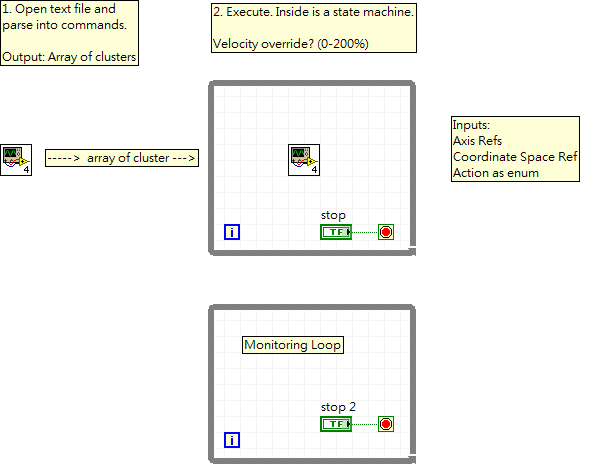 1. Open text file and
parse into commands.
Output: Array of clusters
2. Execute. Inside is a state machine.
Velocity override? (0-200%)
4
-----> array of cluster --->
4
stop
TF
i
Inputs:
Axis Refs
Coordinate Space Ref
Action as enum
Monitoring Loop
stop 2
TF
i